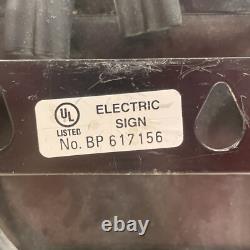 UL
LISTED
ELECTRIC
SIGN
No. BP 617156